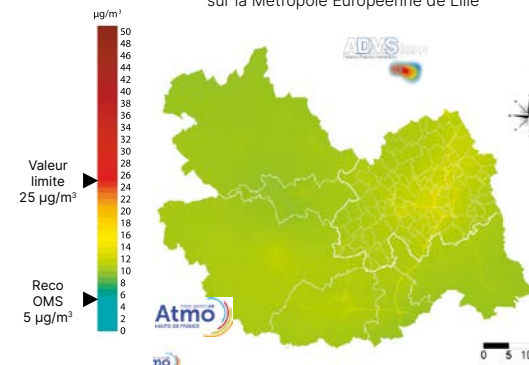 sur la Métropole Européenne de Lille
µg/m³
50
48
46
44
42
40
38
36
34
32
30
28
26
24
22
20
18
16
14
12
10
8
6
4
2
0
Valeur
limite
25 µg/m³
Reco
OMS
5 µg/m³
ADMS
Atmo
HAUTS-DE-FRANCE
mo
0 5 10